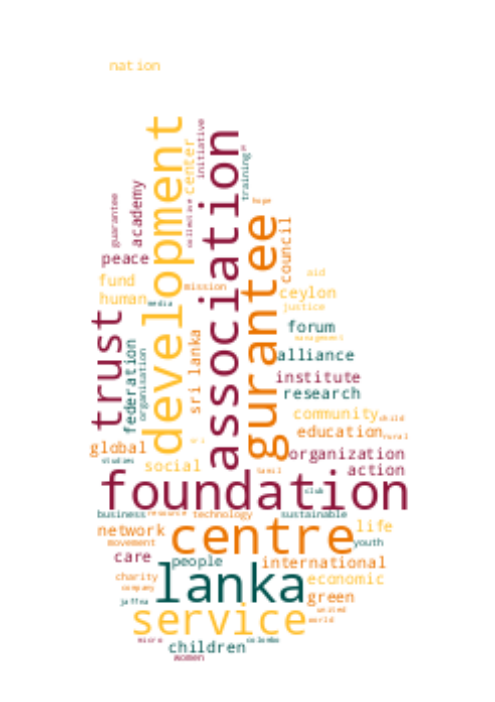 nation
development
association
initiative
center
training
collective
hope
guarantee
academy
gurantee
council
peace
fund
human
mission
media
aid
ceylon
justice
trust
federation
organisation
sri lanka
forum
management
alliance
institute
research
community
child
education
rural
global
studies
social
organization
action
tamil
foundation
club
business
resource
technology
sustainable
network
centre
life
movement
youth
care
people
international
charity
company
lanka
economic
green
jaffna
service
united
world
micro
children
colombo
women